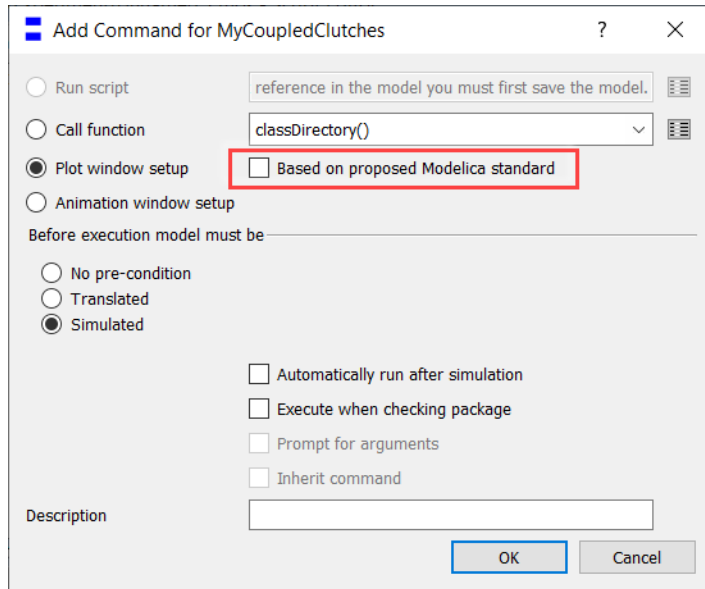 Add Command for MyCoupledClutches ?
Run script reference in the model you must first save the model.
Call function classDirectory()
Plot window setup Based on proposed Modelica standard
Animation window setup
Before execution model must be
No pre-condition
Translated
Simulated
Automatically run after simulation
Execute when checking package
Prompt for arguments
Inherit command
Description
OK Cancel